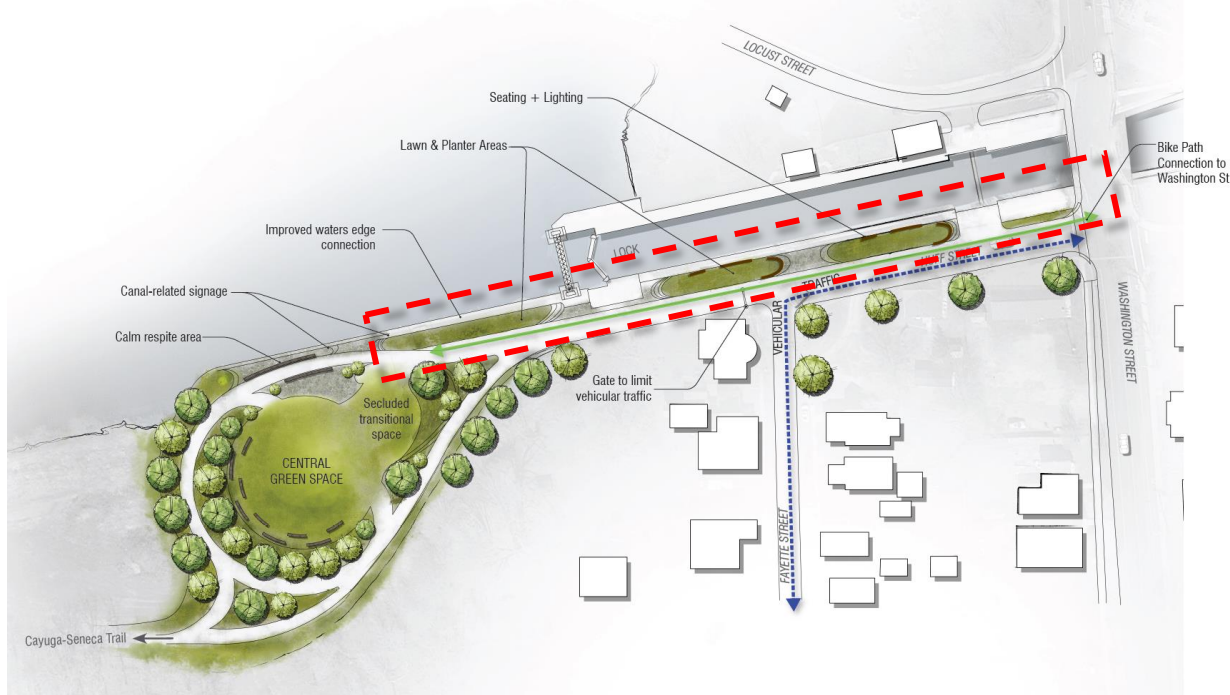 LOCUST STREET
Seating + Lighting
Lawn & Planter Areas
Bike Path
Connection to
Washington St
Improved waters edge
connection
LOCK
HUFF STREET
TRAFFIC
VEHICULAR
Canal-related signage
WASHINGTON STREET
Calm respite area
Gate to limit
vehicular traffic
Secluded
transitional
space
CENTRAL
GREEN SPACE
FAYETTE STREET
Cayuga-Seneca Trail